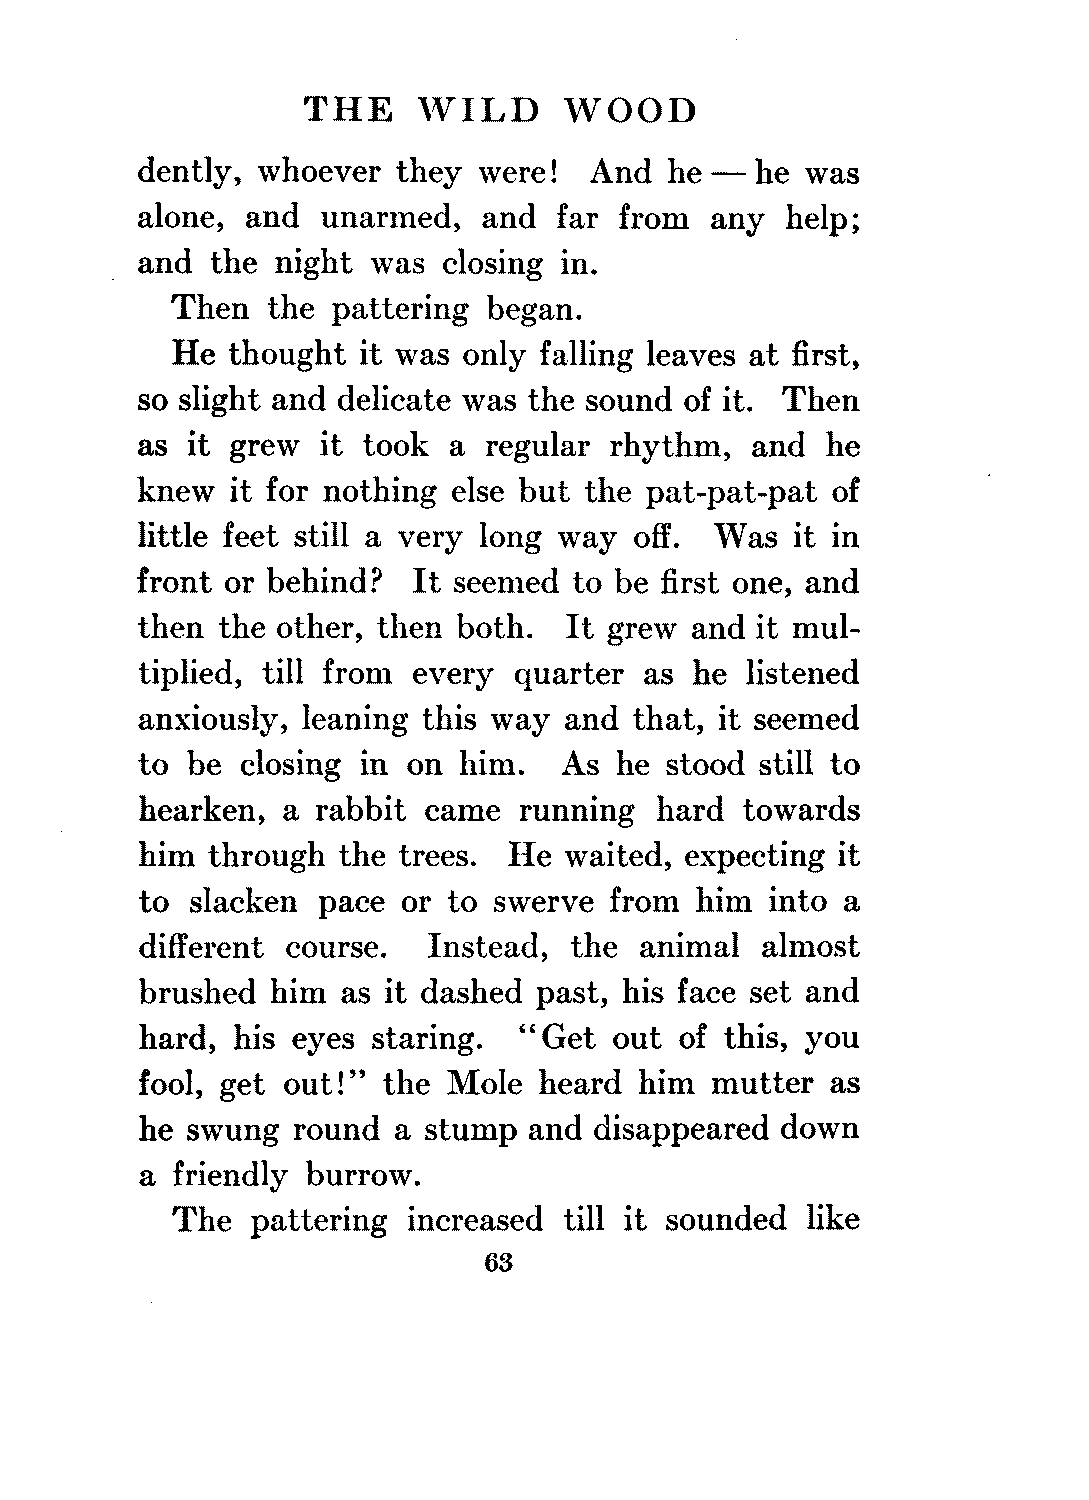 THE WILD WOOD
dently, whoever they were! And he — he was
alone, and unarmed, and far from any help;
and the night was closing in.
Then the pattering began.
He thought it was only falling leaves at first,
so slight and delicate was the sound of it. Then
as it grew it took a regular rhythm, and he
knew it for nothing else but the pat-pat-pat of
little feet still a very long way off. Was it in
front or behind? It seemed to be first one, and
then the other, then both. It grew and it mul-
tiplied, till from every quarter as he listened
anxiously, leaning this way and that, it seemed
to be closing in on him. As he stood still to
hearken, a rabbit came running hard towards
him through the trees. He waited, expecting it
to slacken pace or to swerve from him into a
different course. Instead, the animal almost
brushed him as it dashed past, his face set and
hard, his eyes staring. "Get out of this, you
fool, get out!" the Mole heard him mutter as
he swung round a stump and disappeared down
a friendly burrow.
The pattering increased till it sounded like
63